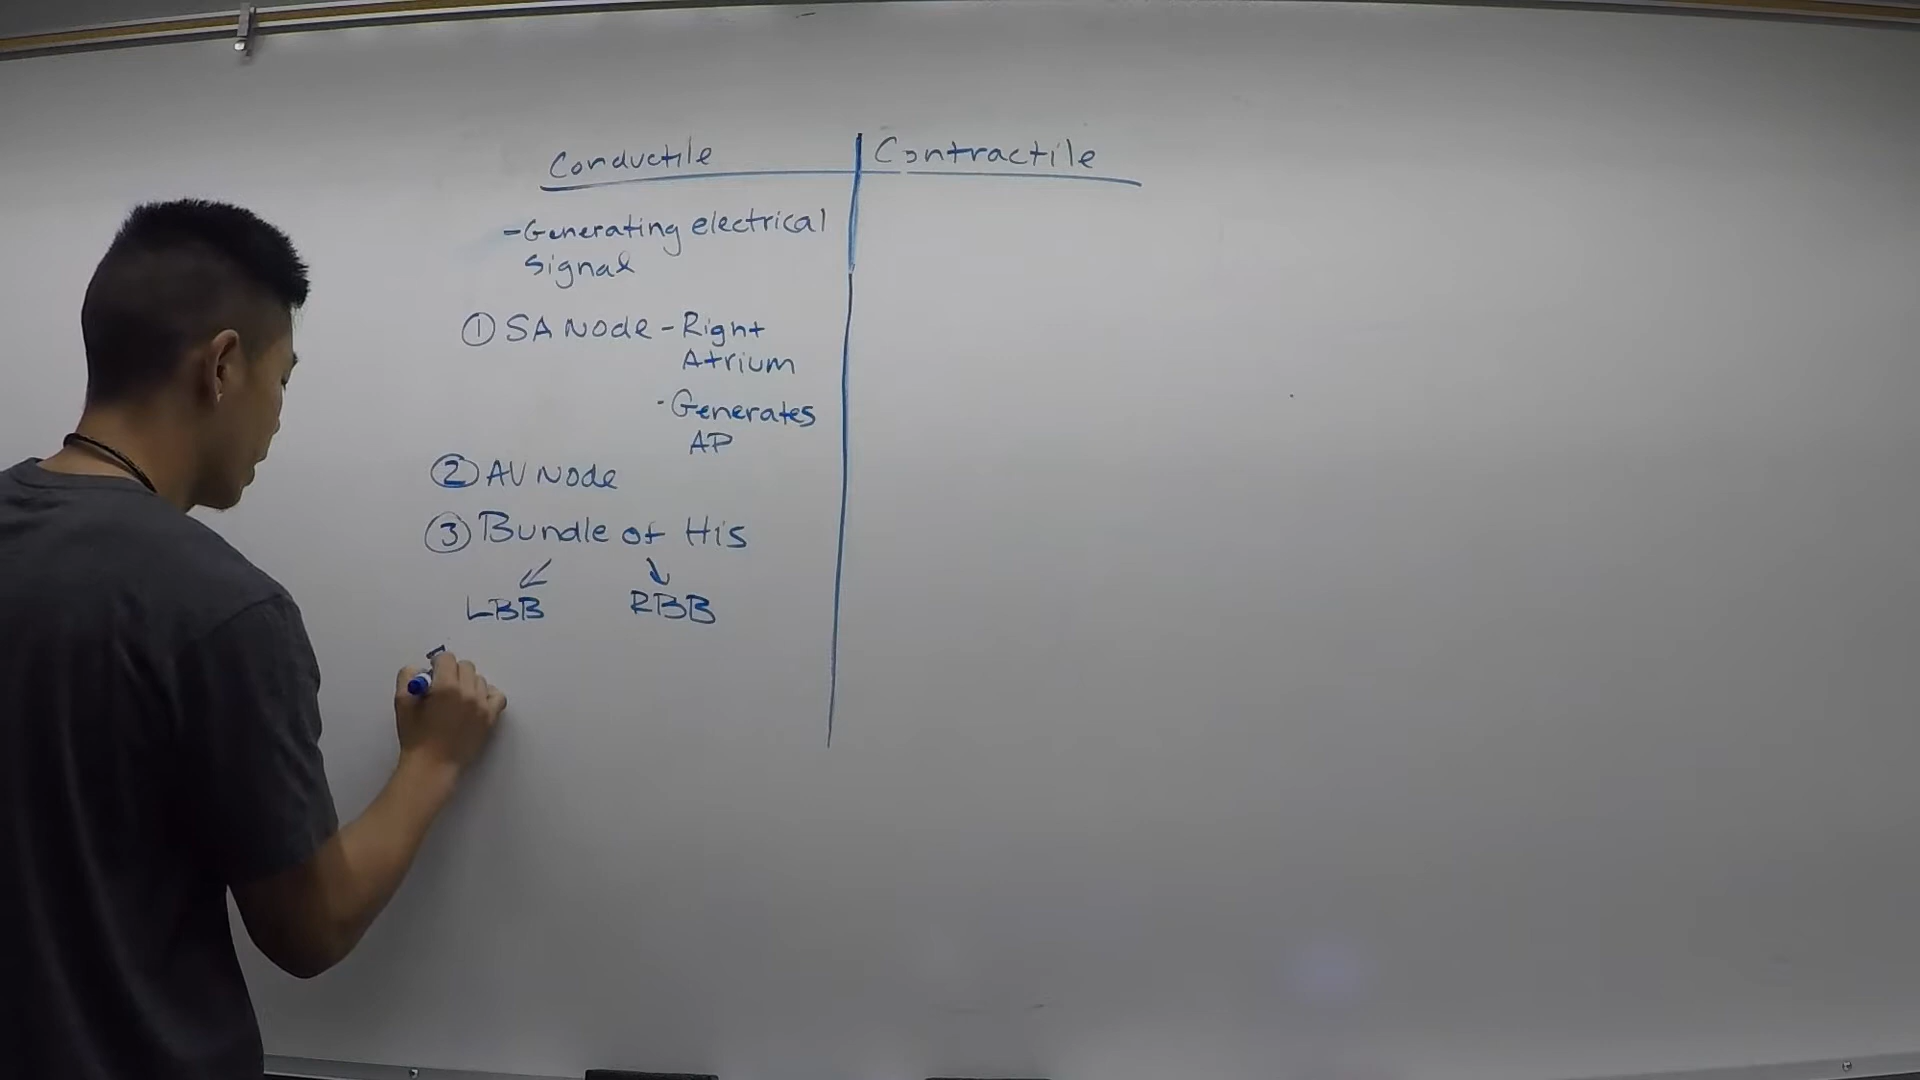 Conductile
Contractile
-Generating electrical
signal
① SA Node - Right
Atrium
- Generates
AP
② AV Node
③ Bundle of His
↙ ↘
LBB RBB